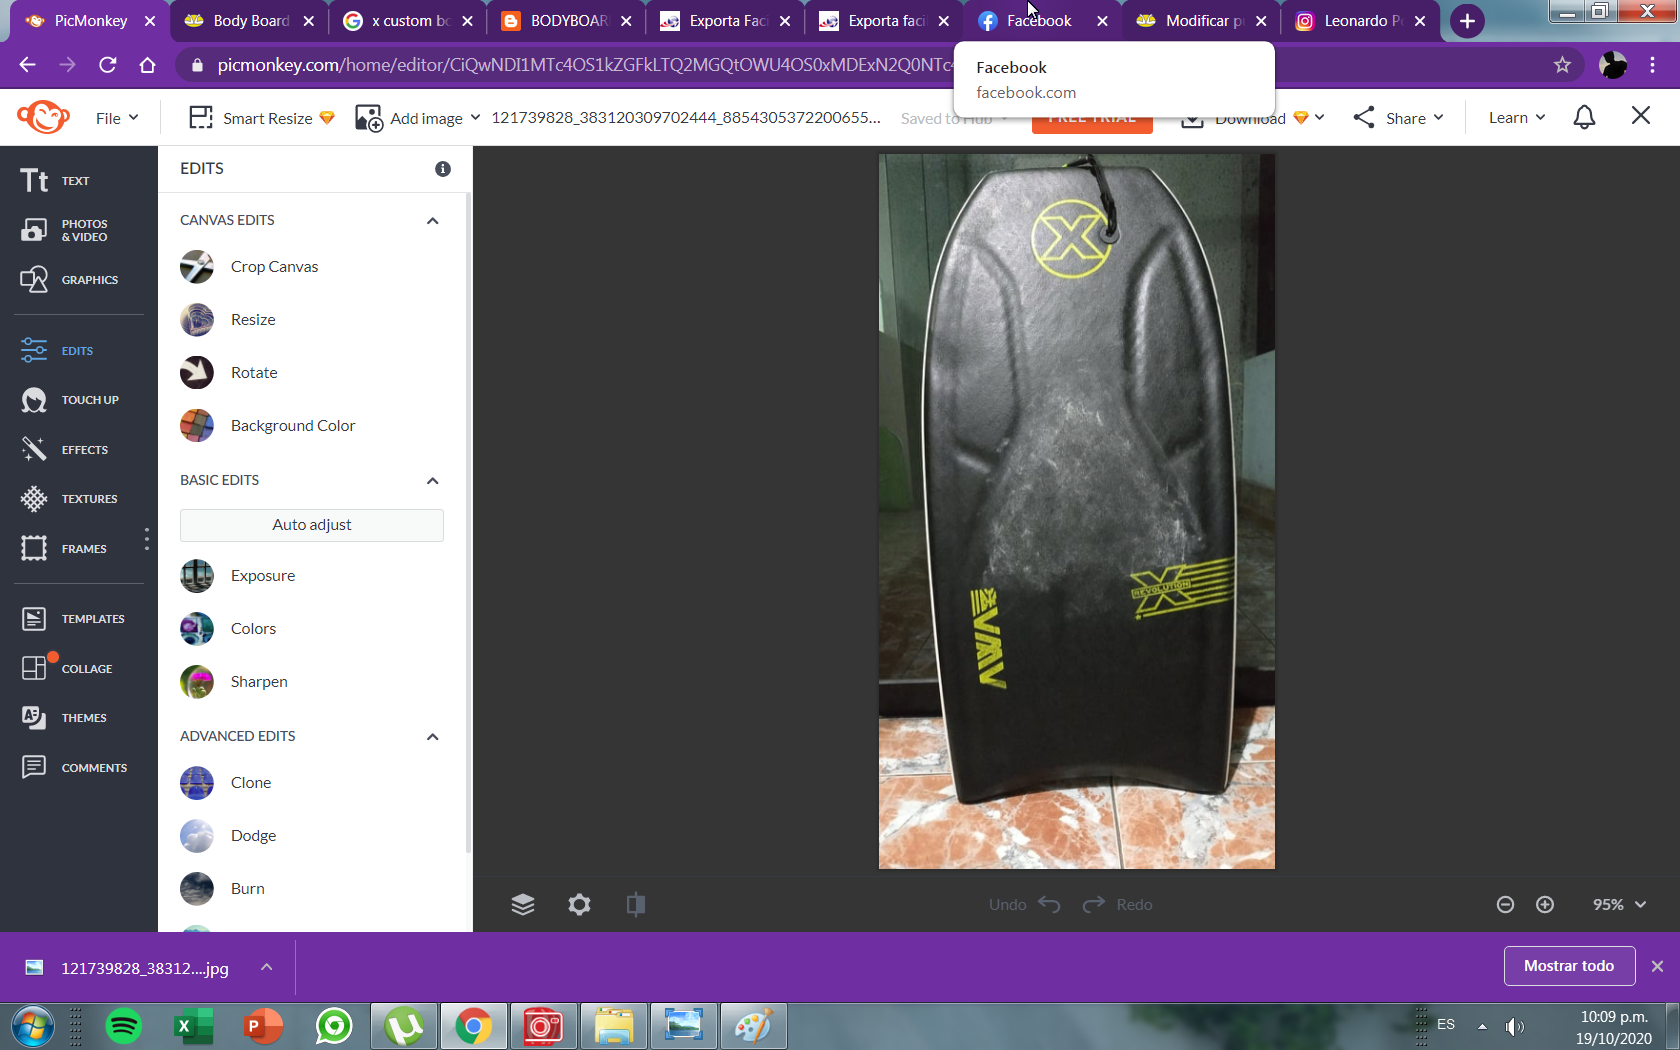 PicMonkey
Body Board
x custom bo
BODYBOAR
Exporta Faci
Exporta faci
Facebook
Modificar p
Leonardo P
picmonkey.com/home/editor/CiQwNDI1MTc4OS1kZGFkLTQ2MGQtOWU4OS0xMDExN2Q0NTc4
Facebook
facebook.com
File
Smart Resize
Add image
121739828_383120309702444_8854305372200655...
Saved to Hub
FREE TRIAL
Download
Share
Learn
TEXT
PHOTOS
& VIDEO
GRAPHICS
EDITS
TOUCH UP
EFFECTS
TEXTURES
FRAMES
TEMPLATES
COLLAGE
THEMES
COMMENTS
EDITS
CANVAS EDITS
Crop Canvas
Resize
Rotate
Background Color
BASIC EDITS
Auto adjust
Exposure
Colors
Sharpen
ADVANCED EDITS
Clone
Dodge
Burn
X
X
REVOLUTION
Undo
Redo
95%
121739828_38312....jpg
Mostrar todo
ES
10:09 p.m.
19/10/2020